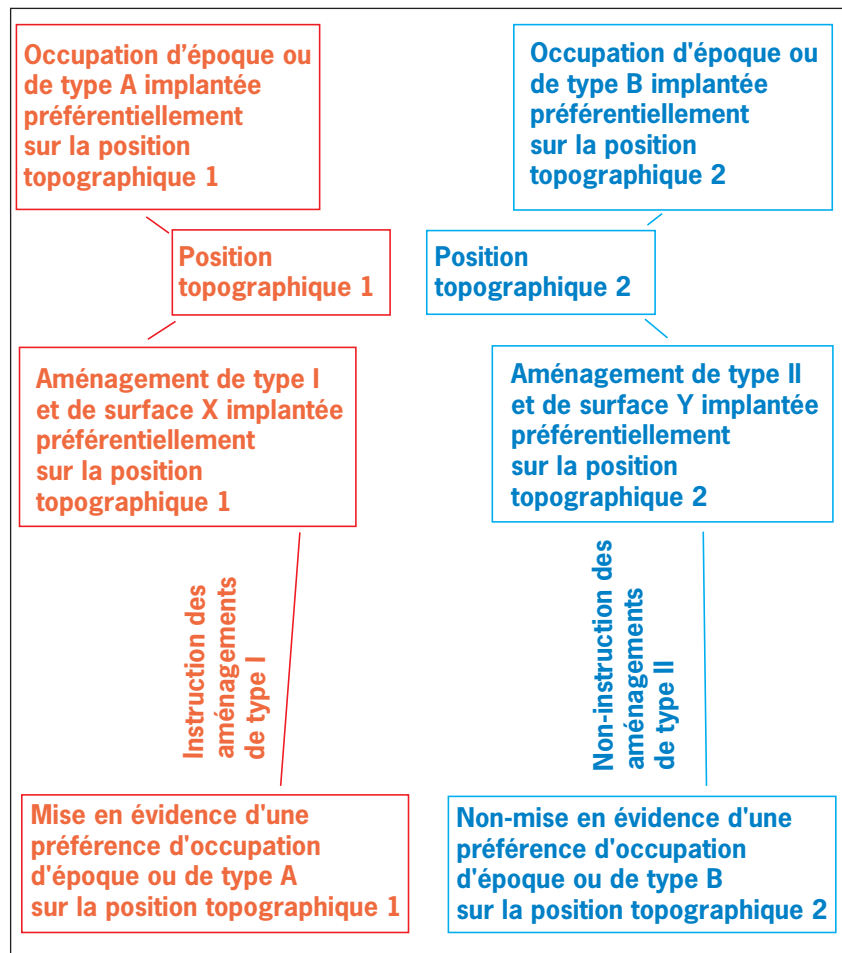 Occupation d’époque ou
de type A implantée
préférentiellement
sur la position
topographique 1
Occupation d'époque ou
de type B implantée
préférentiellement
sur la position
topographique 2
Position
topographique 1
Position
topographique 2
Aménagement de type I
et de surface X implantée
préférentiellement
sur la position
topographique 1
Aménagement de type II
et de surface Y implantée
préférentiellement
sur la position
topographique 2
Instruction des
aménagements
de type I
Non-instruction des
aménagements
de type II
Mise en évidence d'une
préférence d'occupation
d'époque ou de type A
sur la position topographique 1
Non-mise en évidence d'une
préférence d'occupation
d'époque ou de type B
sur la position topographique 2